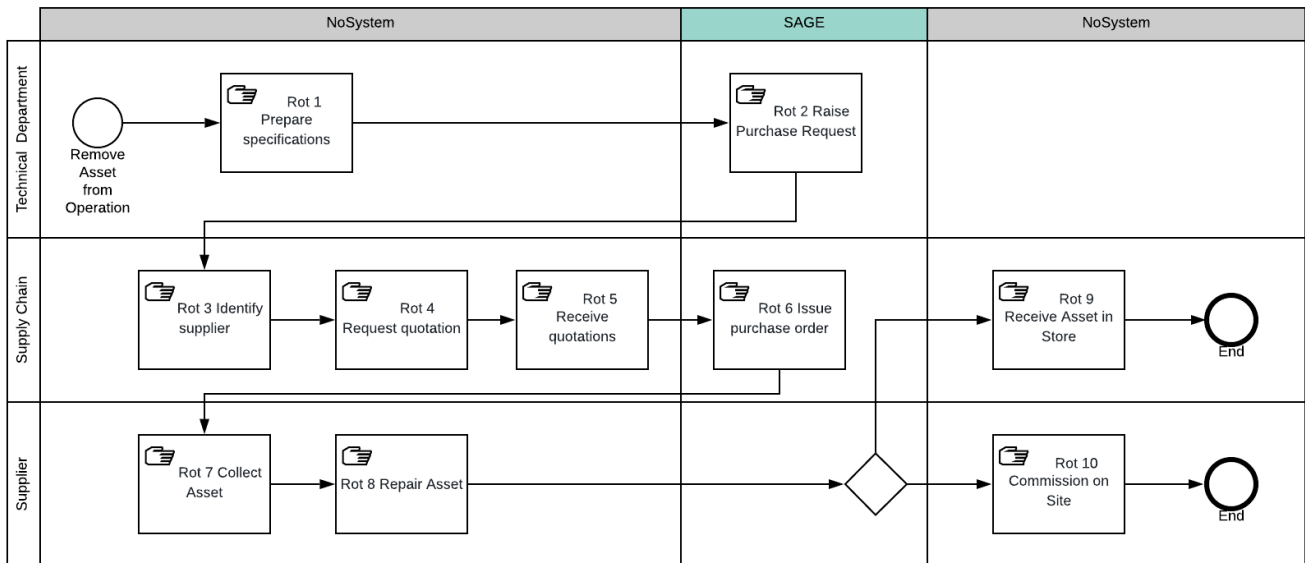 NoSystem
SAGE
NoSystem
Technical Department
Rot 1
Prepare
specifications
Rot 2 Raise
Purchase Request
Remove
Asset
from
Operation
Supply Chain
Rot 3 Identify
supplier
Rot 4
Request quotation
Rot 5
Receive
quotations
Rot 6 Issue
purchase order
Rot 9
Receive Asset in
Store
End
Supplier
Rot 7 Collect
Asset
Rot 8 Repair Asset
Rot 10
Commission on
Site
End